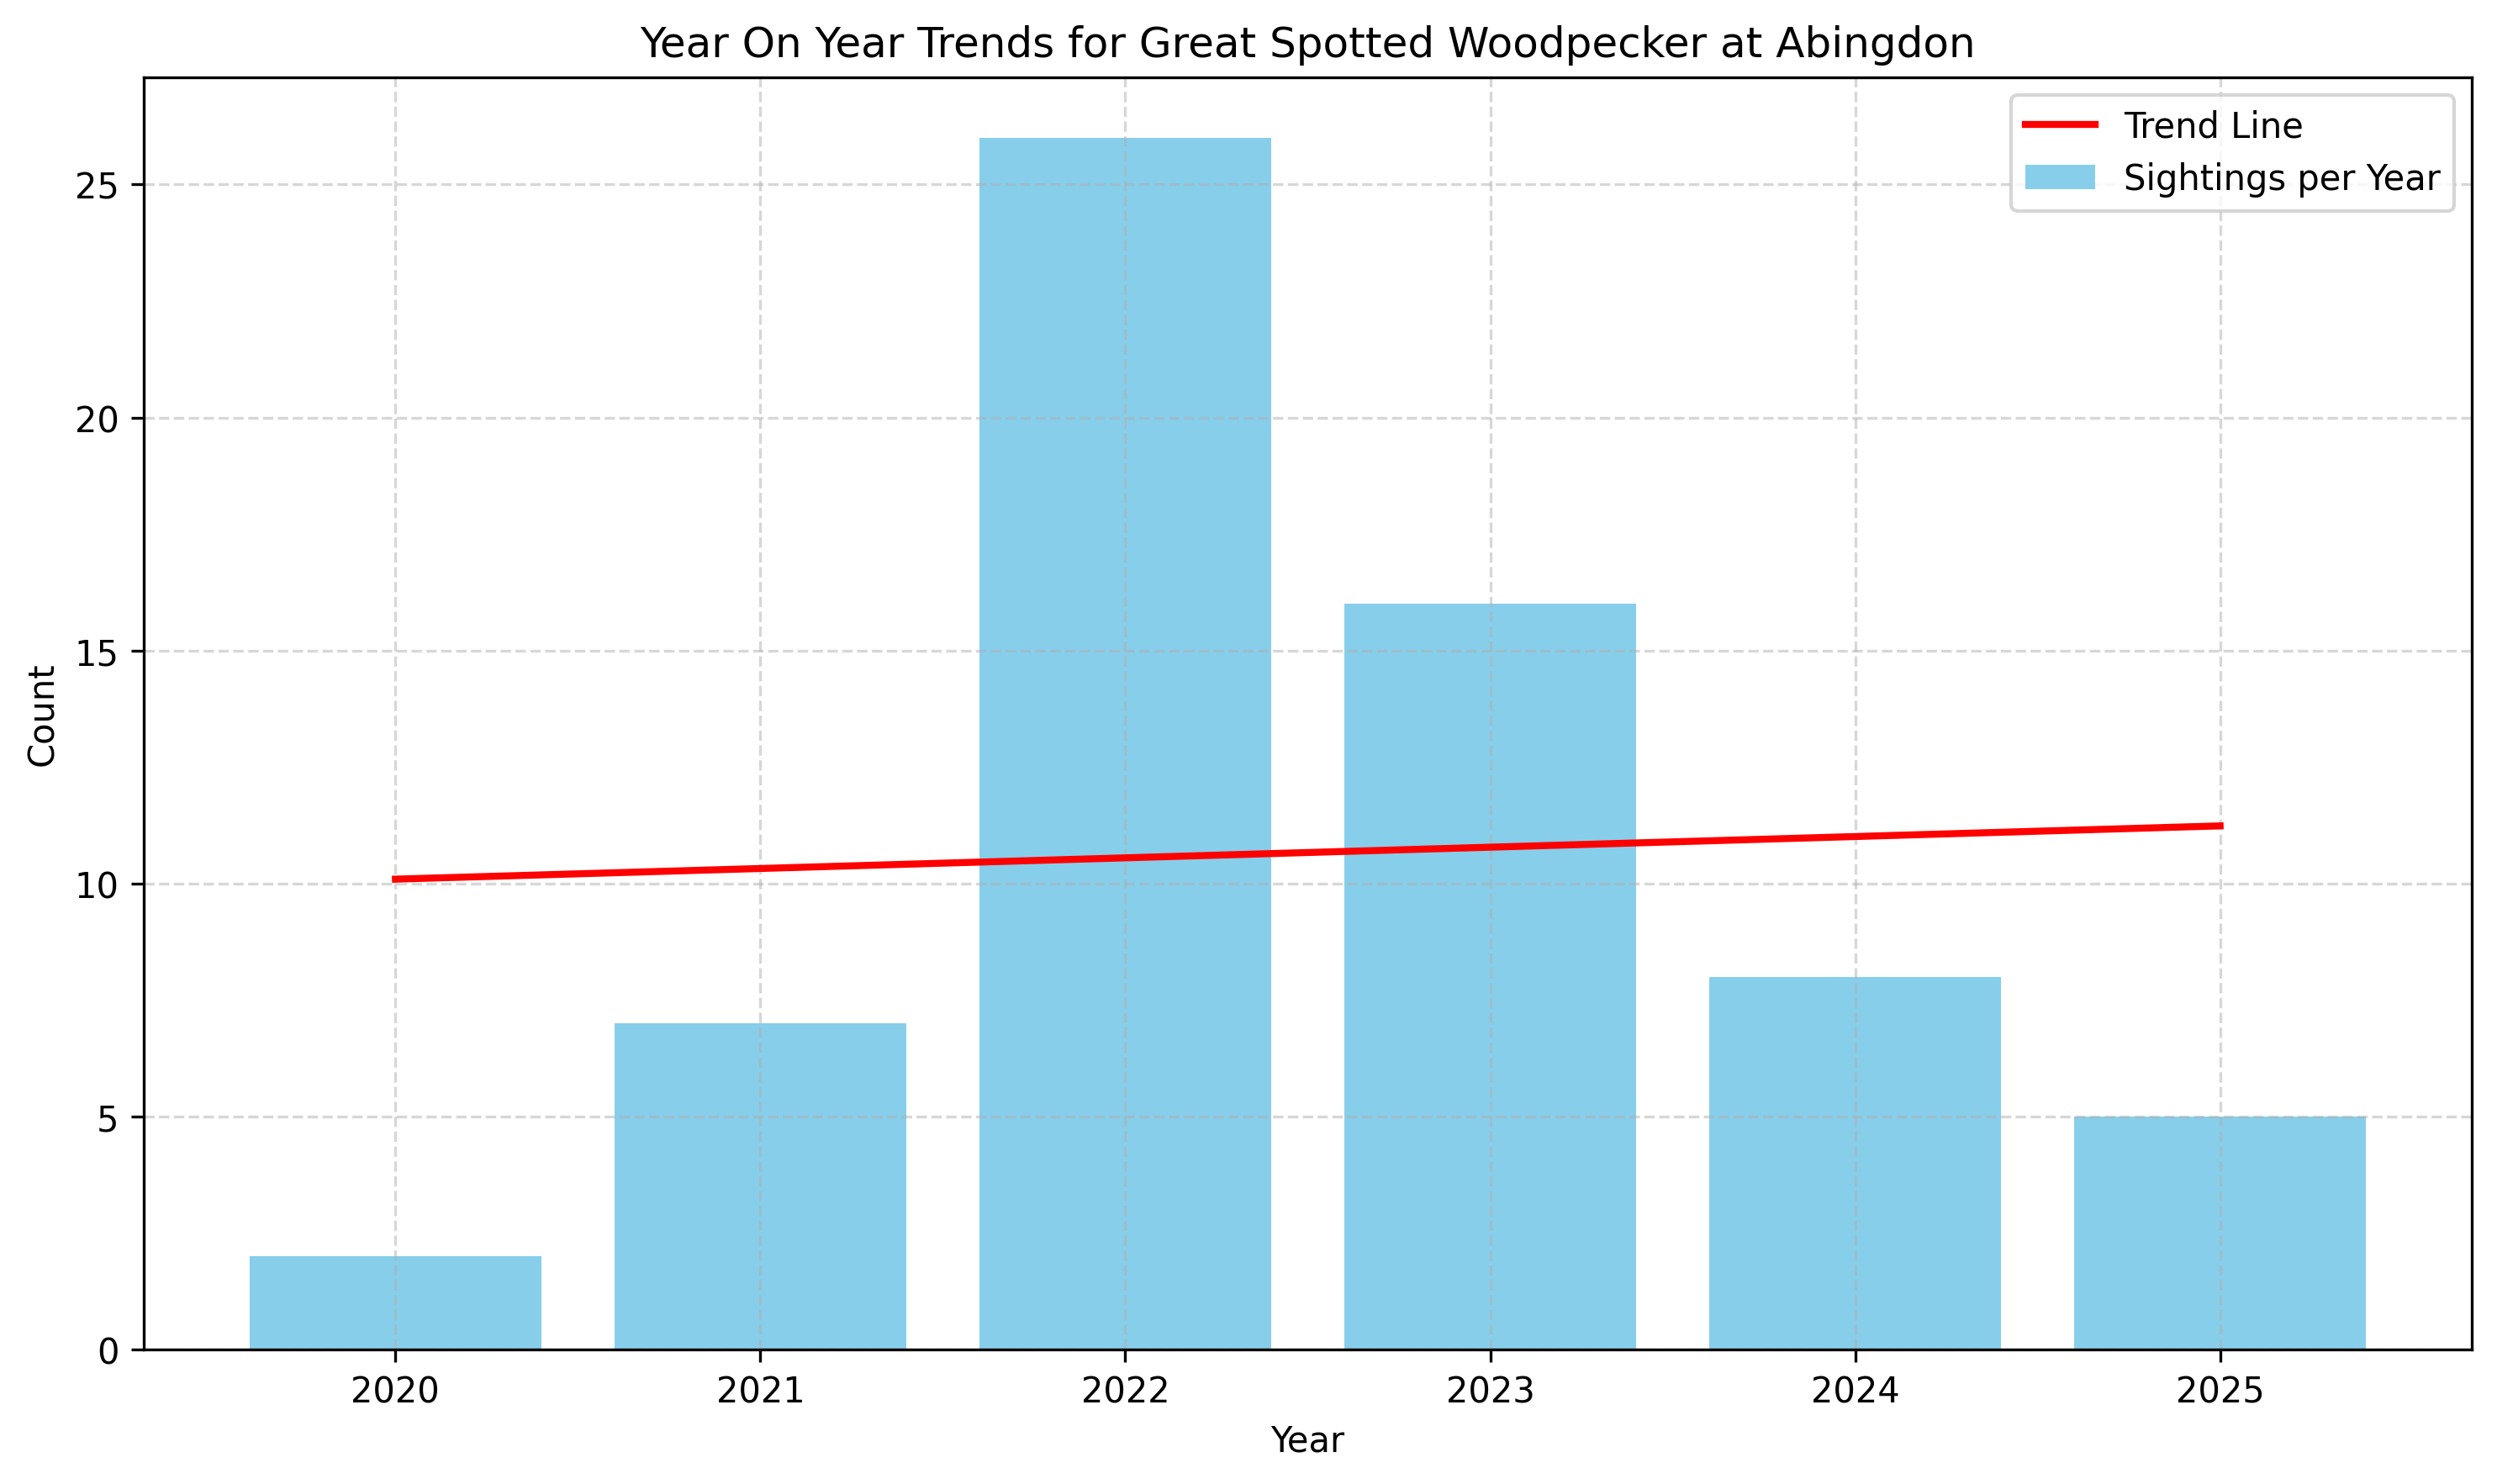 Year On Year Trends for Great Spotted Woodpecker at Abingdon
Trend Line
Sightings per Year
25
20
15
10
5
0
Count
2020 2021 2022 2023 2024 2025
Year